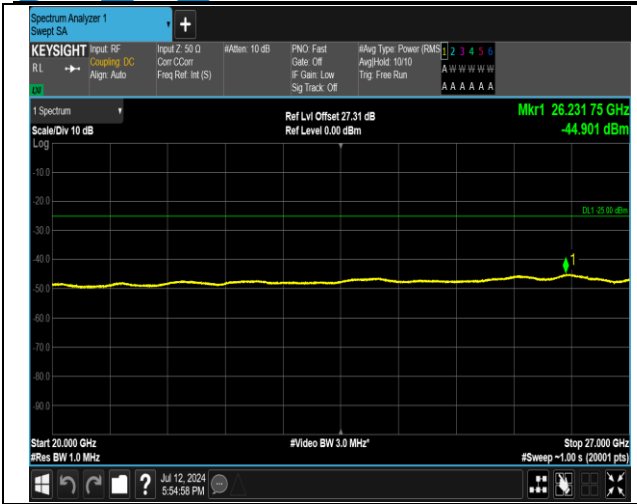 Spectrum Analyzer 1
Swept SA
+
KEYSIGHT
RL
LXI
Input: RF
Coupling: DC
Align: Auto
Input Z: 50 Ω
Corr CCorr
Freq Ref: Int (S)
#Atten: 10 dB
PNO: Fast
Gate: Off
IF Gain: Low
Sig Track: Off
#Avg Type: Power (RMS
Avg|Hold: 10/10
Trig: Free Run
1 2 3 4 5 6
A W W W W W
A A A A A A
1 Spectrum
Scale/Div 10 dB
Log
Ref Lvl Offset 27.31 dB
Ref Level 0.00 dBm
Mkr1 26.231 75 GHz
-44.901 dBm
-10.0
-20.0
-30.0
-40.0
-50.0
-60.0
-70.0
-80.0
-90.0
DL1 -25.00 dBm
1
Start 20.000 GHz
#Res BW 1.0 MHz
#Video BW 3.0 MHz*
Stop 27.000 GHz
#Sweep ~1.00 s (20001 pts)
?
Jul 12, 2024
5:54:58 PM